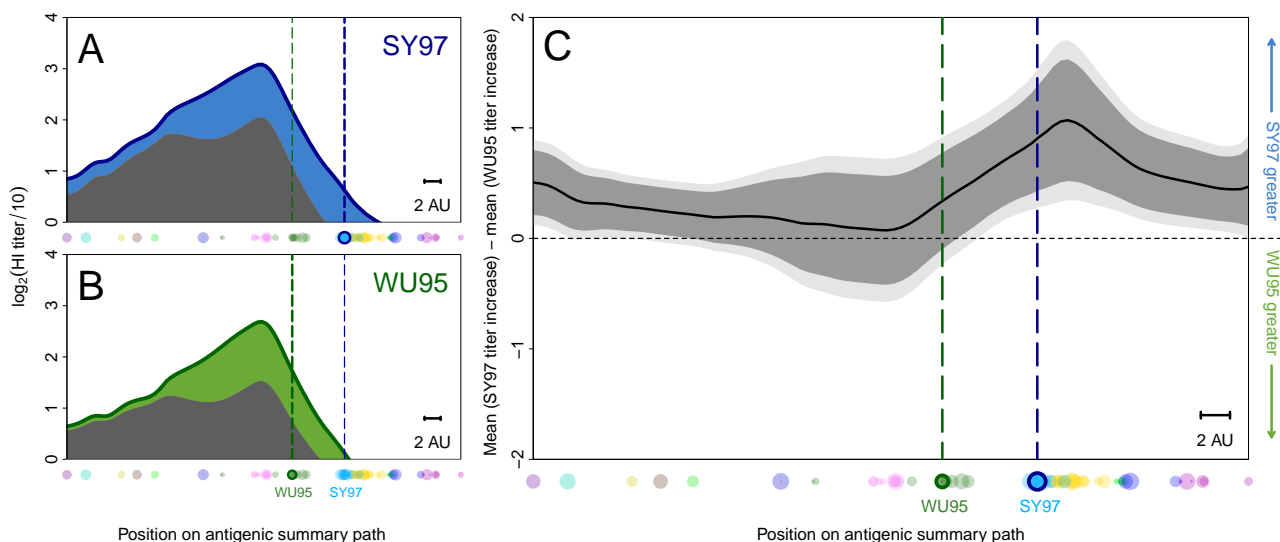 A
SY97
4
3
2
1
0
2 AU
B
WU95
4
3
2
1
0
2 AU
WU95
SY97
log2(HI titer/10)
Position on antigenic summary path
C
2
1
0
−1
−2
Mean (SY97 titer increase) − mean (WU95 titer increase)
2 AU
WU95
SY97
Position on antigenic summary path
SY97 greater
WU95 greater